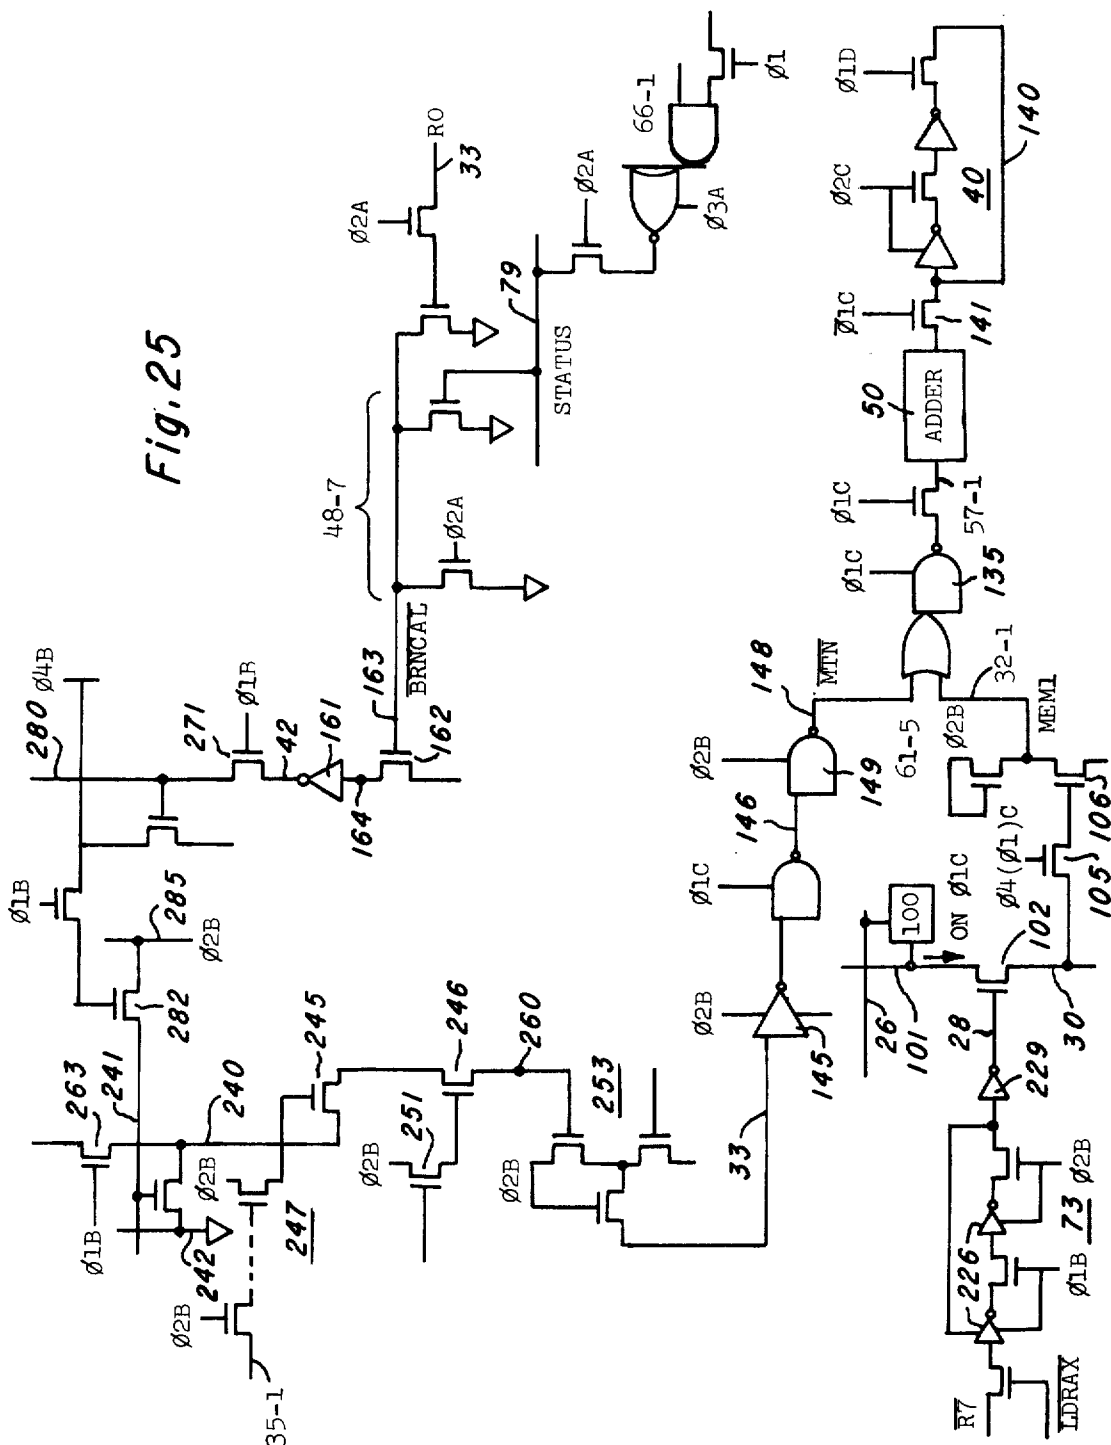 Fig. 25
280
Ø4B
271
Ø1B
42
161
164
162
163
BRNCAL
48-7
Ø2A
79
STATUS
Ø2A
RO
33
Ø2A
66-1
Ø3A
Ø1
Ø1B
285
Ø2B
282
263
241
Ø1B
240
Ø2B
242
245
247
Ø2B
35-1
Ø2B
251
246
260
Ø2B
253
33
Ø2B
145
Ø1C
146
Ø2B
149
148
MTN
61-5
Ø1C
135
Ø1C
57-1
50
ADDER
Ø1C
141
Ø2C
40
Ø1D
140
32-1
MEM1
Ø2B
Ø4(Ø1)C
106
105
ON Ø1C
100
102
26
101
28
30
229
226
73
Ø2B
Ø1B
R7
LDRAX